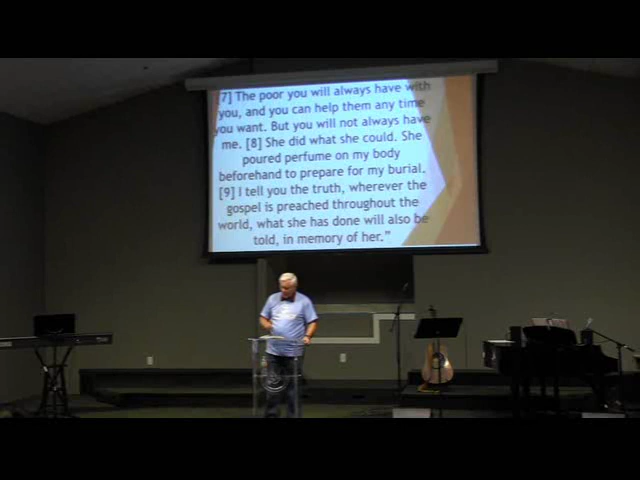 [7] The poor you will always have with
you, and you can help them any time
you want. But you will not always have
me. [8] She did what she could. She
poured perfume on my body
beforehand to prepare for my burial.
[9] I tell you the truth, wherever the
gospel is preached throughout the
world, what she has done will also be
told, in memory of her."